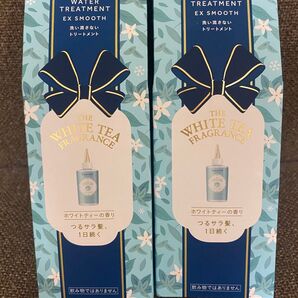 WATER
TREATMENT
EX SMOOTH
洗い流さない
トリートメント
THE
WHITE TEA
FRAGRANCE
ホワイトティーの香り
つるサラ髪、
1日続く
飲み物ではありません
WATER
TREATMENT
EX SMOOTH
洗い流さない
トリートメント
THE
WHITE TEA
FRAGRANCE
ホワイトティーの香り
つるサラ髪、
1日続く
飲み物ではありません